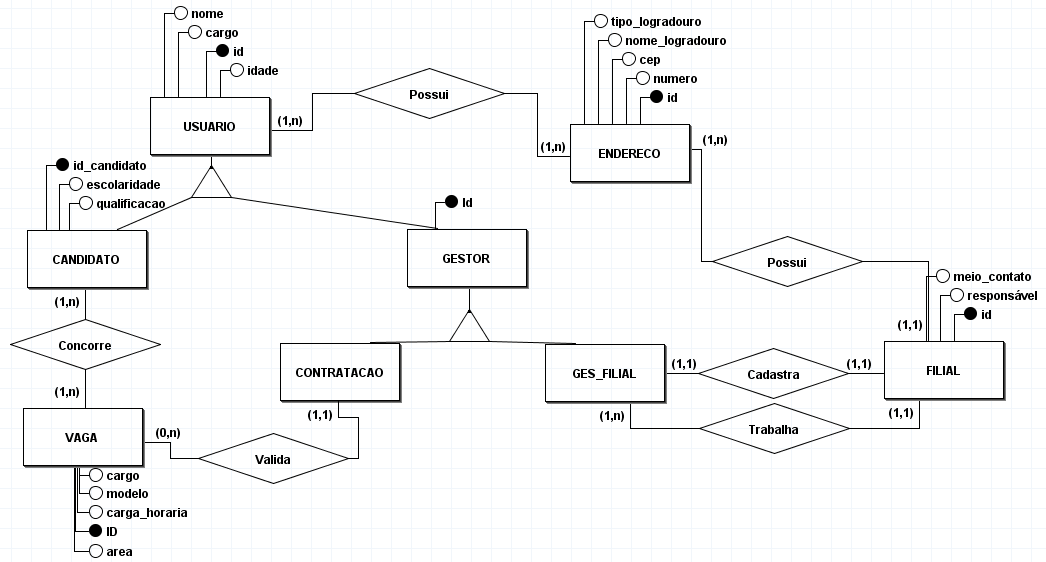 nome
cargo
id
idade
USUARIO
(1,n)
Possui
(1,n)
tipo_logradouro
nome_logradouro
cep
numero
id
ENDERECO
(1,n)
id_candidato
escolaridade
qualificacao
CANDIDATO
(1,n)
Id
GESTOR
Possui
meio_contato
responsável
id
(1,1)
FILIAL
Concorre
(1,n)
CONTRATACAO
(1,1)
GES_FILIAL
(1,1)
Cadastra
(1,1)
(1,n)
Trabalha
(1,1)
VAGA
(0,n)
Valida
cargo
modelo
carga_horaria
ID
area